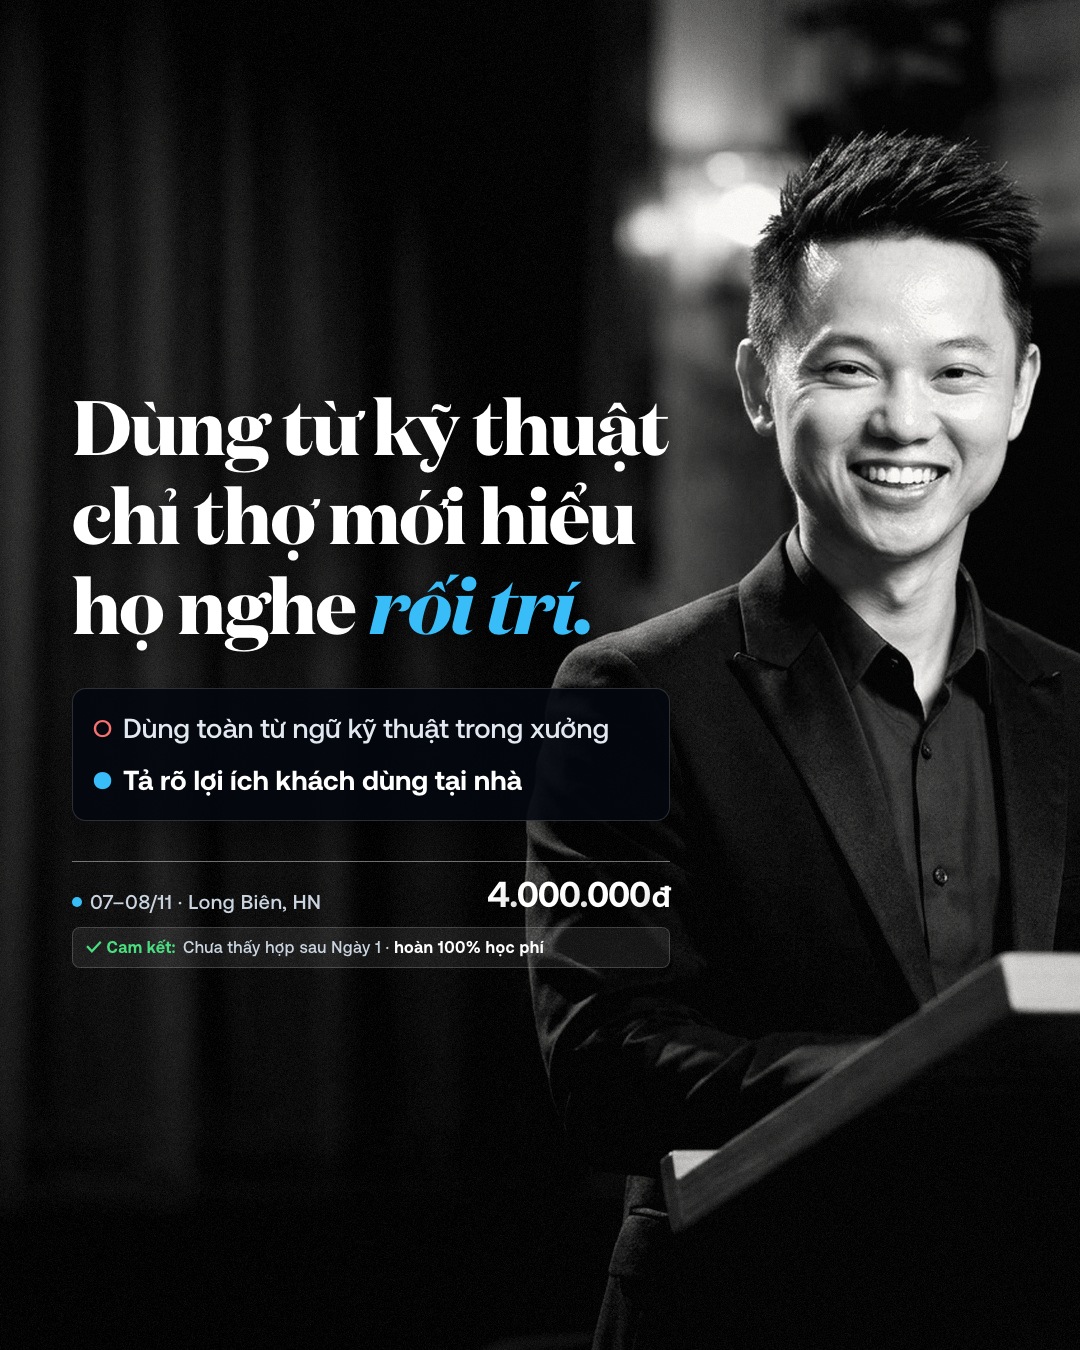 Dùng từ kỹ thuật
chỉ thợ mới hiểu
họ nghe rối trí.
Dùng toàn từ ngữ kỹ thuật trong xưởng
Tả rõ lợi ích khách dùng tại nhà
07–08/11 · Long Biên, HN
4.000.000đ
Cam kết: Chưa thấy hợp sau Ngày 1 · hoàn 100% học phí